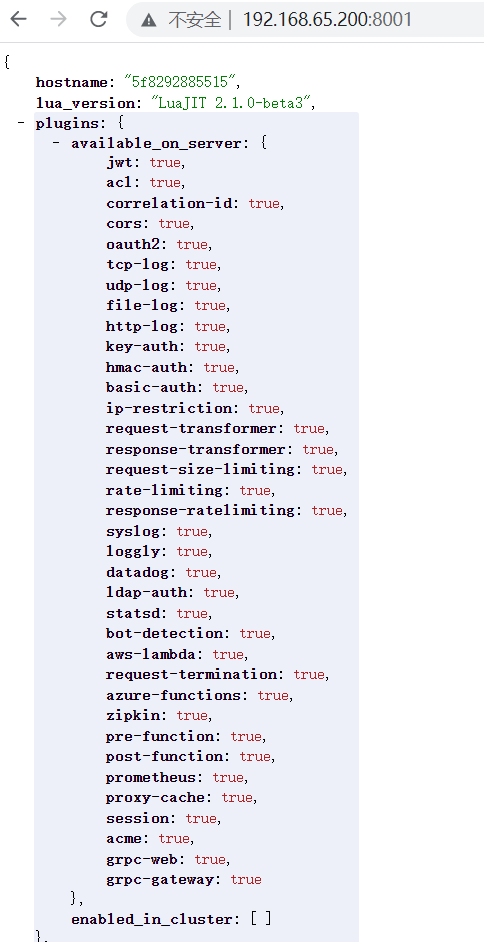 不安全 | 192.168.65.200:8001
{
hostname: "5f8292885515",
lua_version: "LuaJIT 2.1.0-beta3",
- plugins: {
- available_on_server: {
jwt: true,
acl: true,
correlation-id: true,
cors: true,
oauth2: true,
tcp-log: true,
udp-log: true,
file-log: true,
http-log: true,
key-auth: true,
hmac-auth: true,
basic-auth: true,
ip-restriction: true,
request-transformer: true,
response-transformer: true,
request-size-limiting: true,
rate-limiting: true,
response-ratelimiting: true,
syslog: true,
loggly: true,
datadog: true,
ldap-auth: true,
statsd: true,
bot-detection: true,
aws-lambda: true,
request-termination: true,
azure-functions: true,
zipkin: true,
pre-function: true,
post-function: true,
prometheus: true,
proxy-cache: true,
session: true,
acme: true,
grpc-web: true,
grpc-gateway: true
},
enabled_in_cluster: [ ]
},